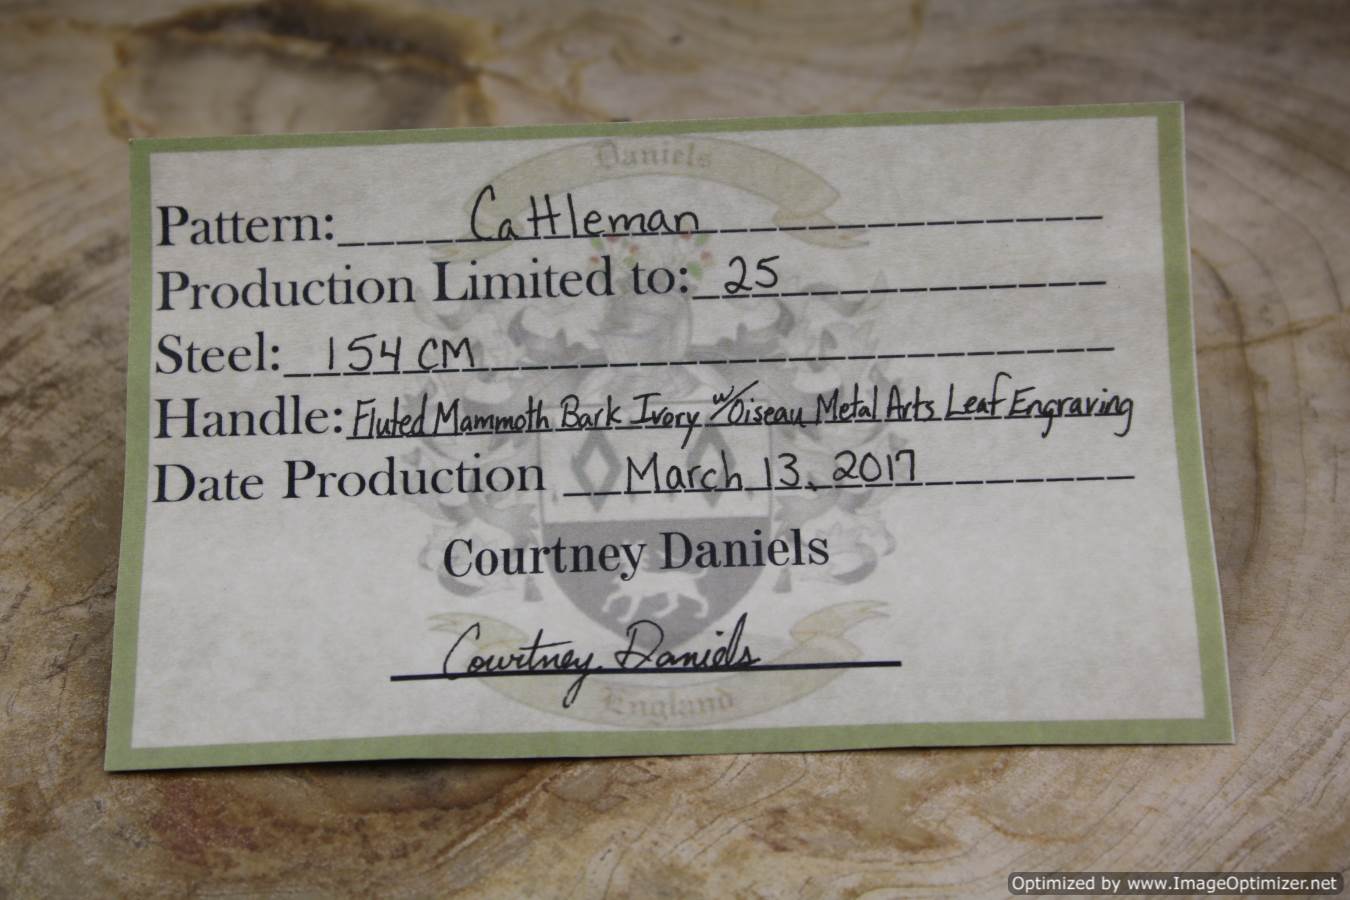 Daniels
Pattern: Cattleman
Production Limited to: 25
Steel: 154 CM
Handle: Fluted Mammoth Bark Ivory w/Oiseau Metal Arts Leaf Engraving
Date Production March 13, 2017
Courtney Daniels
Courtney Daniels
England
Optimized by www.ImageOptimizer.net